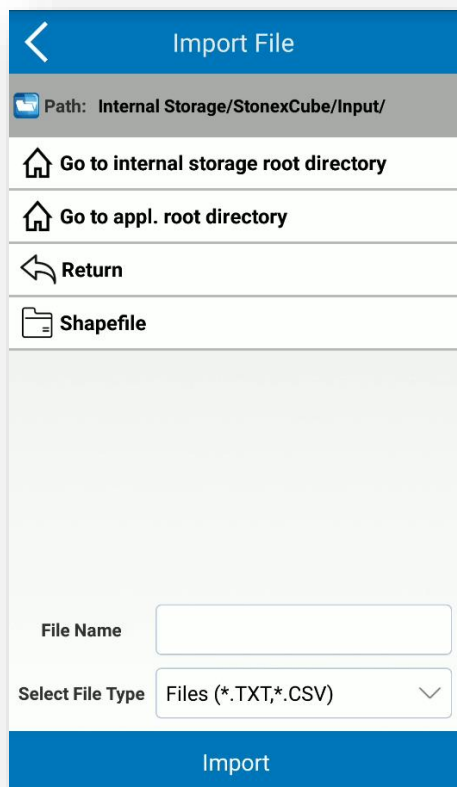 Import File
Path: Internal Storage/StonexCube/Input/
Go to internal storage root directory
Go to appl. root directory
Return
Shapefile
File Name
Select File Type Files (*.TXT,*.CSV)
Import